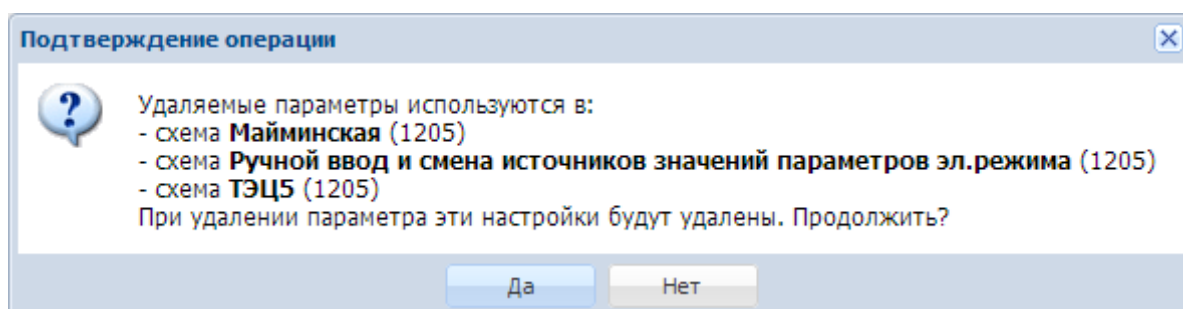 Подтверждение операции
Удаляемые параметры используются в:
- схема Майминская (1205)
- схема Ручной ввод и смена источников значений параметров эл.режима (1205)
- схема ТЭЦ5 (1205)
При удалении параметра эти настройки будут удалены. Продолжить?
Да Нет